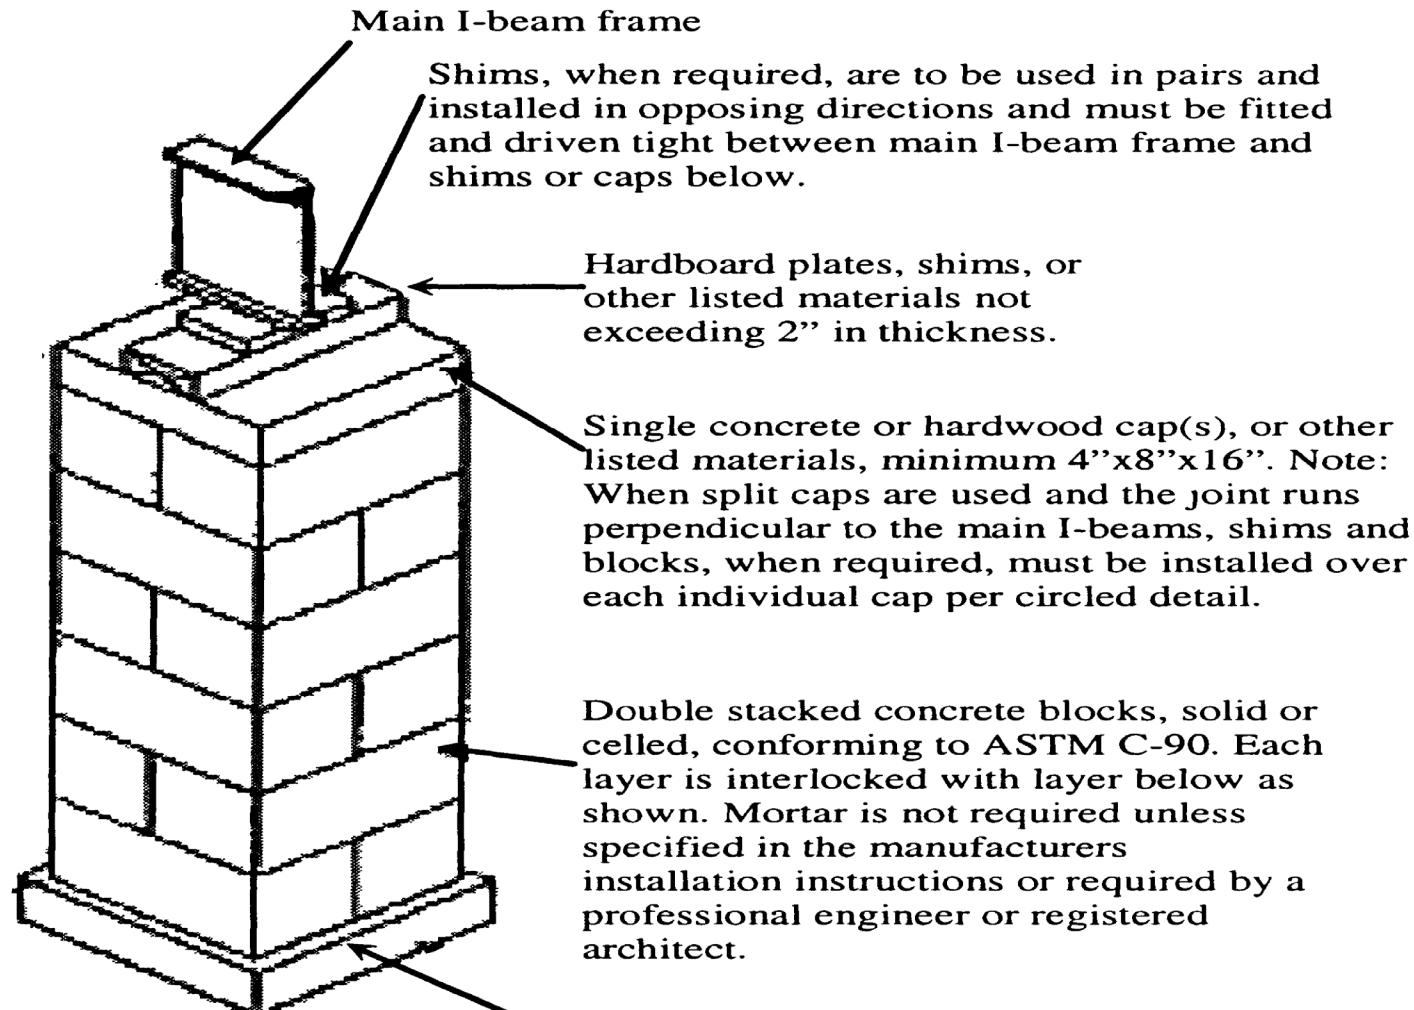 Main I-beam frame
Shims, when required, are to be used in pairs and
installed in opposing directions and must be fitted
and driven tight between main I-beam frame and
shims or caps below.
Hardboard plates, shims, or
other listed materials not
exceeding 2” in thickness.
Single concrete or hardwood cap(s), or other
listed materials, minimum 4”x8”x16”. Note:
When split caps are used and the joint runs
perpendicular to the main I-beams, shims and
blocks, when required, must be installed over
each individual cap per circled detail.
Double stacked concrete blocks, solid or
celled, conforming to ASTM C-90. Each
layer is interlocked with layer below as
shown. Mortar is not required unless
specified in the manufacturers
installation instructions or required by a
professional engineer or registered
architect.